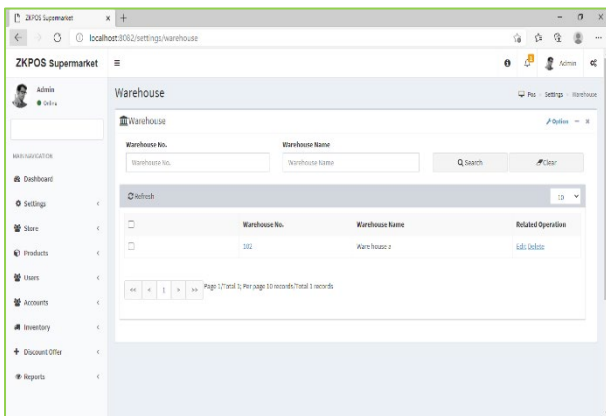 ZKPOS Supermarket
localhost:8082/settings/warehouse
ZKPOS Supermarket
Admin
Admin
Online
Warehouse
Pos - Settings - Warehouse
Warehouse
Option
Warehouse No.
Warehouse Name
Warehouse No.
Warehouse Name
Search
Clear
MAIN NAVIGATION
Dashboard
Settings
Store
Products
Users
Accounts
Inventory
Discount Offer
Reports
Refresh
10
Warehouse No.
Warehouse Name
Related Operation
102
Ware house a
Edit Delete
<< < 1 > >> Page 1/Total 1; Per page 10 records/Total 1 records